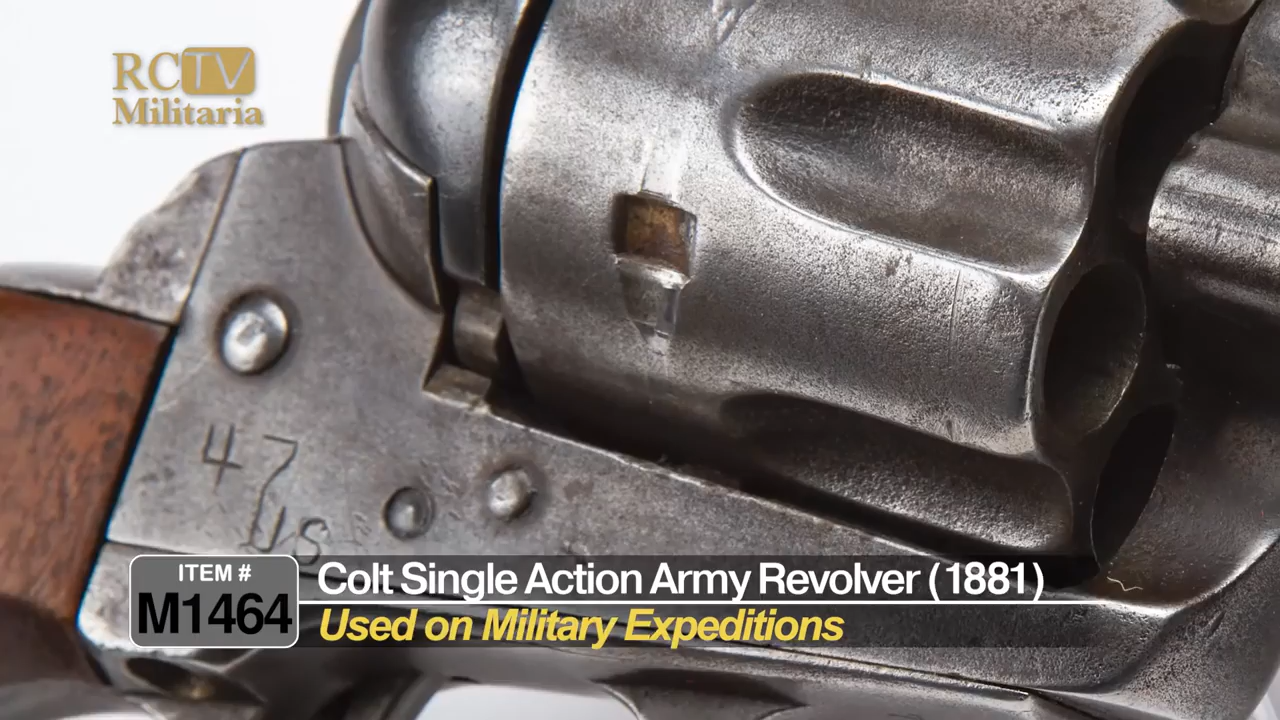 RCTV
Militaria
47
US
ITEM #
M1464
Colt Single Action Army Revolver (1881)
Used on Military Expeditions